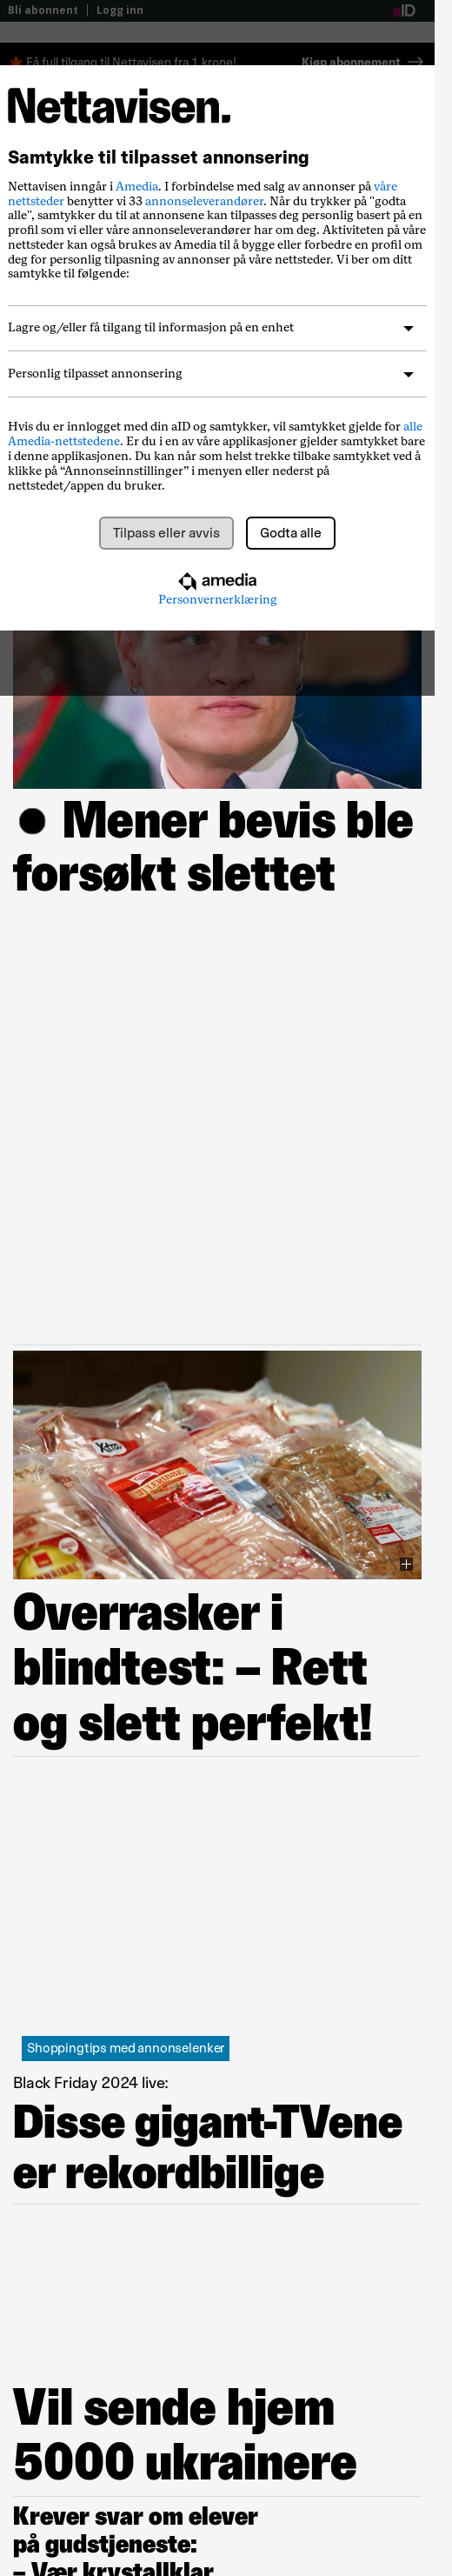 Bli abonnent | Logg inn
aID
Få full tilgang til Nettavisen fra 1 krone!
Kjøp abonnement →
Nettavisen.
Samtykke til tilpasset annonsering
Nettavisen inngår i Amedia. I forbindelse med salg av annonser på våre
nettsteder benytter vi 33 annonseleverandører. Når du trykker på "godta
alle", samtykker du til at annonsene kan tilpasses deg personlig basert på en
profil som vi eller våre annonseleverandører har om deg. Aktiviteten på våre
nettsteder kan også brukes av Amedia til å bygge eller forbedre en profil om
deg for personlig tilpasning av annonser på våre nettsteder. Vi ber om ditt
samtykke til følgende:
Lagre og/eller få tilgang til informasjon på en enhet
Personlig tilpasset annonsering
Hvis du er innlogget med din aID og samtykker, vil samtykket gjelde for alle
Amedia-nettstedene. Er du i en av våre applikasjoner gjelder samtykket bare
i denne applikasjonen. Du kan når som helst trekke tilbake samtykket ved å
klikke på “Annonseinnstillinger” i menyen eller nederst på
nettstedet/appen du bruker.
Tilpass eller avvis
Godta alle
amedia
Personvernerklæring
Mener bevis ble
forsøkt slettet
Xtra
Overrasker i
blindtest: – Rett
og slett perfekt!
Shoppingtips med annonselenker
Black Friday 2024 live:
Disse gigant-TVene
er rekordbillige
Vil sende hjem
5000 ukrainere
Krever svar om elever
på gudstjeneste:
– Vær krystallklar